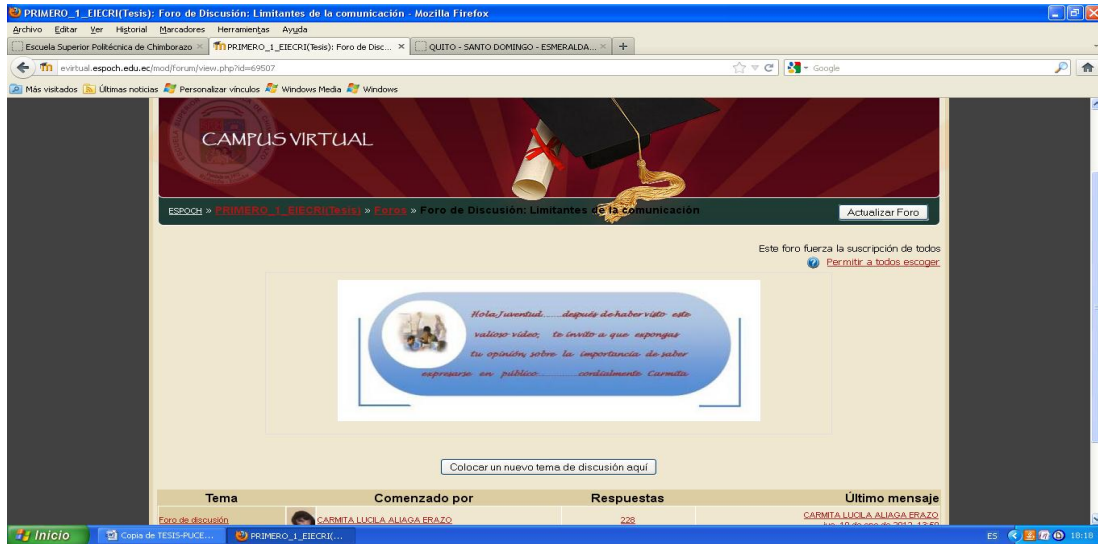 PRIMERO_1_EIECRI(Tesis): Foro de Discusión: Limitantes de la comunicación - Mozilla Firefox
Archivo Editar Ver Historial Marcadores Herramientas Ayuda
Escuela Superior Politécnica de Chimborazo
PRIMERO_1_EIECRI(Tesis): Foro de Disc...
QUITO - SANTO DOMINGO - ESMERALDA...
evirtual.espoch.edu.ec/mod/forum/view.php?id=69507
Google
Más visitados Últimas noticias Personalizar vínculos Windows Media Windows
CAMPUS VIRTUAL
ESPOCH » PRIMERO_1_EIECRI(Tesis) » Foros » Foro de Discusión: Limitantes de la comunicación
Actualizar Foro
Este foro fuerza la suscripción de todos
Permitir a todos escoger
Hola Juventud......después de haber visto este
valioso video, te invito a que expongas
tu opinión, sobre la importancia de saber
expresarse en público..........cordialmente Carmita
Colocar un nuevo tema de discusión aquí
Tema Comenzado por Respuestas Último mensaje
Foro de discusión CARMITA LUCILA ALIAGA ERAZO 228 CARMITA LUCILA ALIAGA ERAZO
Inicio Copia de TESIS-PUCE... PRIMERO_1_EIECRI(... ES 18:18